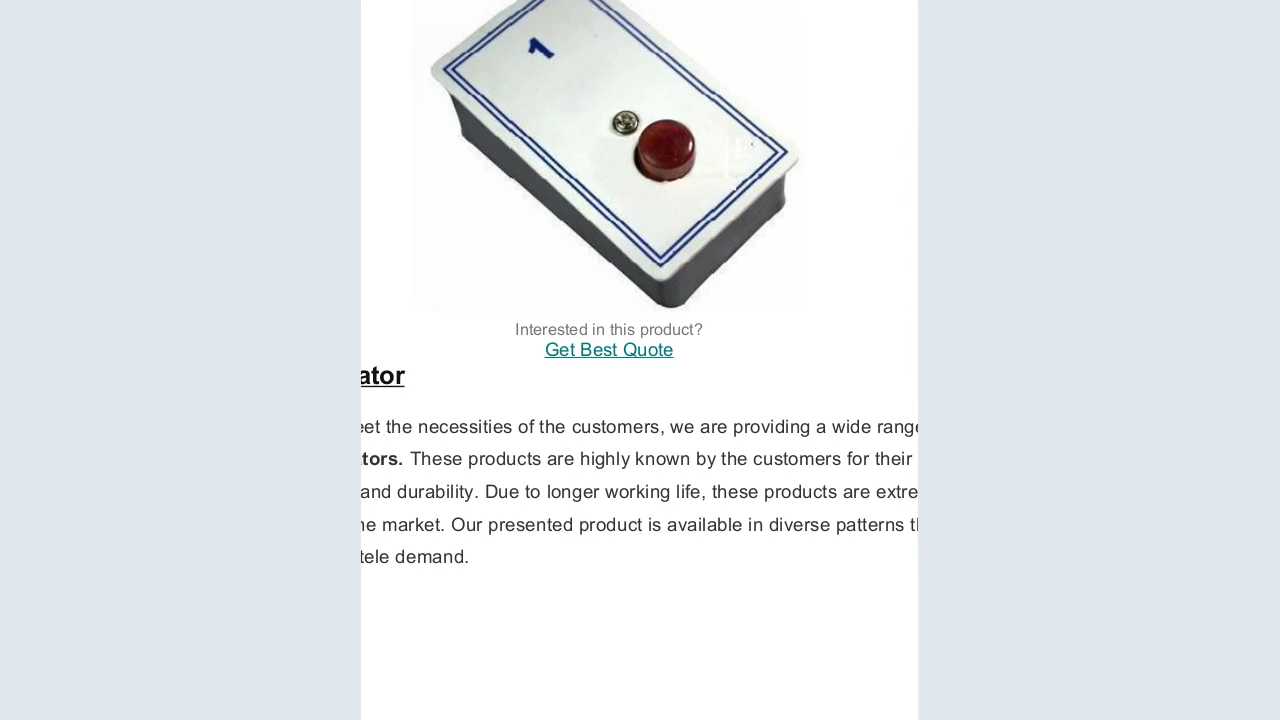 1
Interested in this product?
Get Best Quote
ator
eet the necessities of the customers, we are providing a wide range
tors. These products are highly known by the customers for their
and durability. Due to longer working life, these products are extre
he market. Our presented product is available in diverse patterns th
tele demand.